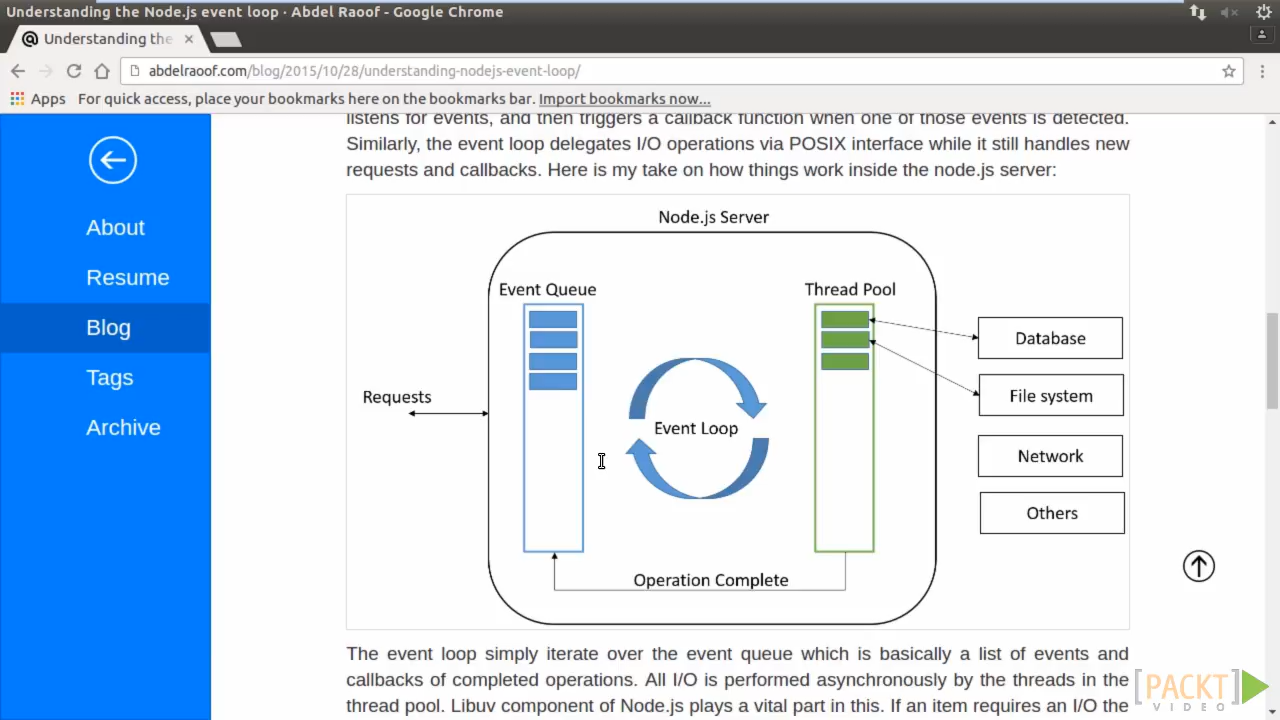 Understanding the Node.js event loop · Abdel Raoof - Google Chrome
Understanding the
abdelraoof.com/blog/2015/10/28/understanding-nodejs-event-loop/
Apps For quick access, place your bookmarks here on the bookmarks bar. Import bookmarks now...
About
Resume
Blog
Tags
Archive
listens for events, and then triggers a callback function when one of those events is detected.
Similarly, the event loop delegates I/O operations via POSIX interface while it still handles new
requests and callbacks. Here is my take on how things work inside the node.js server:
Node.js Server
Event Queue
Thread Pool
Requests
Event Loop
Database
File system
Network
Others
Operation Complete
The event loop simply iterate over the event queue which is basically a list of events and
callbacks of completed operations. All I/O is performed asynchronously by the threads in the
thread pool. Libuv component of Node.js plays a vital part in this. If an item requires an I/O the
[PACKT]
VIDEO